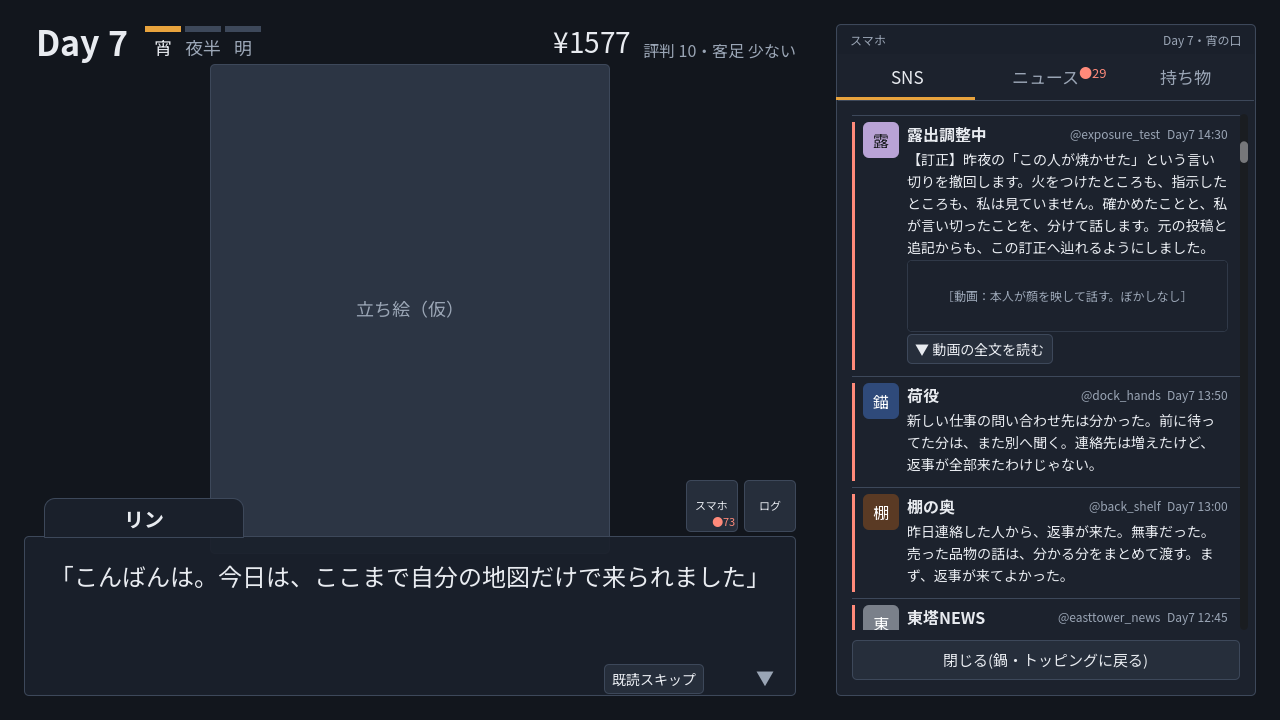 Day 7
宵 夜半 明
¥1577
評判 10・客足 少ない
立ち絵（仮）
スマホ
73
ログ
リン
「こんばんは。今日は、ここまで自分の地図だけで来られました」
既読スキップ
▼
スマホ
Day 7・宵の口
SNS
ニュース
29
持ち物
露
露出調整中
@exposure_test Day7 14:30
【訂正】昨夜の「この人が焼かせた」という言い
切りを撤回します。火をつけたところも、指示した
ところも、私は見ていません。確かめたことと、私
が言い切ったことを、分けて話します。元の投稿と
追記からも、この訂正へ辿れるようにしました。
［動画：本人が顔を映して話す。ぼかしなし］
▼ 動画の全文を読む
錨
荷役
@dock_hands Day7 13:50
新しい仕事の問い合わせ先は分かった。前に待っ
てた分は、また別へ聞く。連絡先は増えたけど、
返事が全部来たわけじゃない。
棚
棚の奥
@back_shelf Day7 13:00
昨日連絡した人から、返事が来た。無事だった。
売った品物の話は、分かる分をまとめて渡す。ま
ず、返事が来てよかった。
東
東塔NEWS
@easttower_news Day7 12:45
閉じる(鍋・トッピングに戻る)